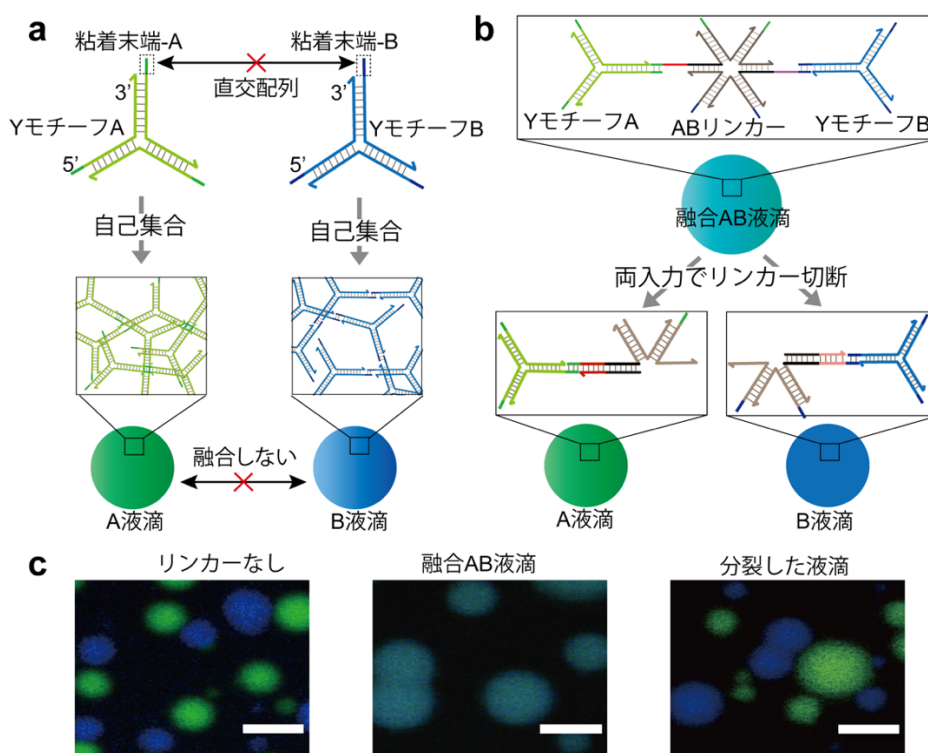 a
粘着末端-A
粘着末端-B
直交配列
3’
3’
YモチーフA
YモチーフB
5’
5’
自己集合
自己集合
融合しない
A液滴
B液滴
b
YモチーフA
ABリンカー
YモチーフB
融合AB液滴
両入力でリンカー切断
A液滴
B液滴
c
リンカーなし
融合AB液滴
分裂した液滴